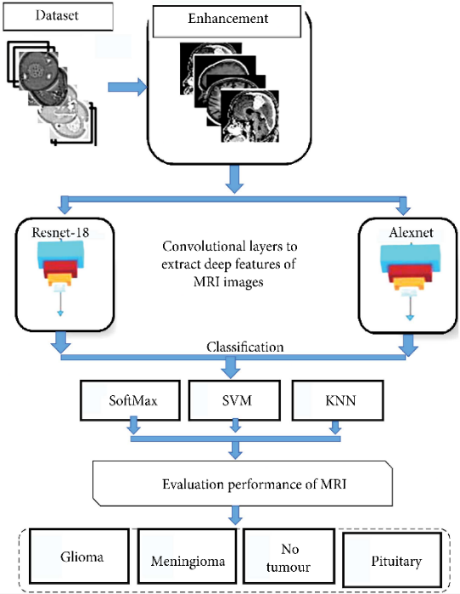 Dataset
Enhancement
Resnet-18
Convolutional layers to
extract deep features of
MRI images
Alexnet
Classification
SoftMax
SVM
KNN
Evaluation performance of MRI
Glioma
Meningioma
No
tumour
Pituitary